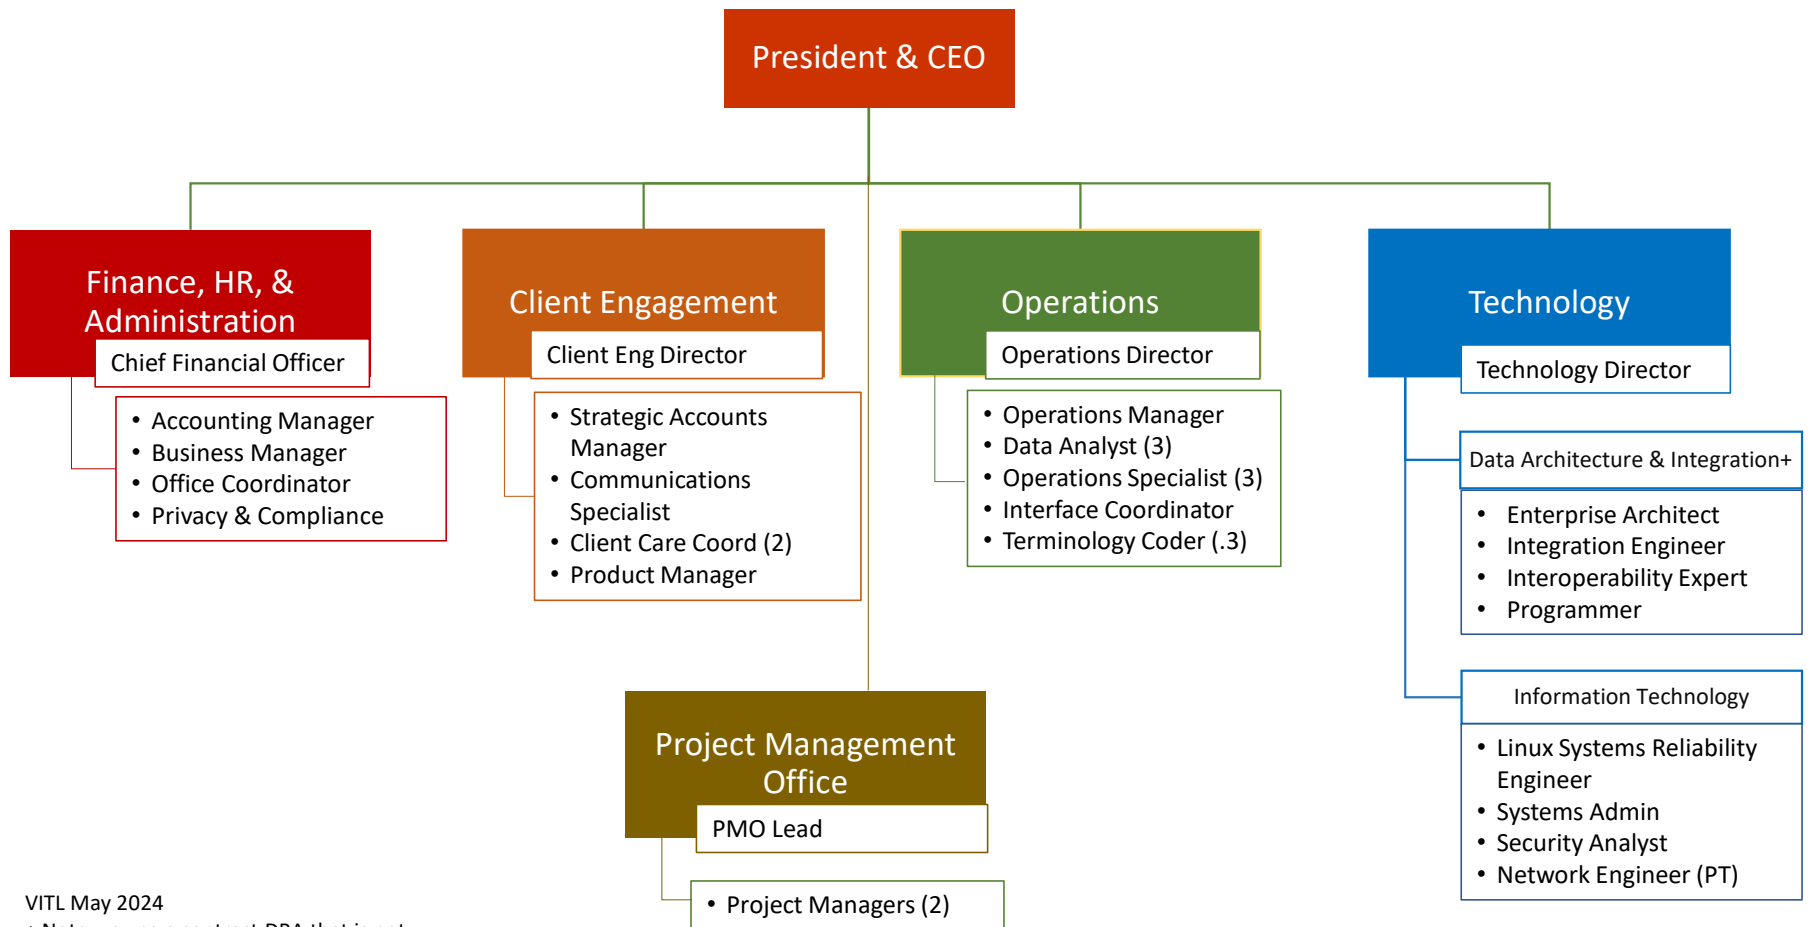 President & CEO
Finance, HR, &
Administration
Chief Financial Officer
• Accounting Manager
• Business Manager
• Office Coordinator
• Privacy & Compliance
Client Engagement
Client Eng Director
• Strategic Accounts
Manager
• Communications
Specialist
• Client Care Coord (2)
• Product Manager
Operations
Operations Director
• Operations Manager
• Data Analyst (3)
• Operations Specialist (3)
• Interface Coordinator
• Terminology Coder (.3)
Technology
Technology Director
Data Architecture & Integration+
• Enterprise Architect
• Integration Engineer
• Interoperability Expert
• Programmer
Information Technology
• Linux Systems Reliability
Engineer
• Systems Admin
• Security Analyst
• Network Engineer (PT)
Project Management
Office
PMO Lead
• Project Managers (2)
VITL May 2024